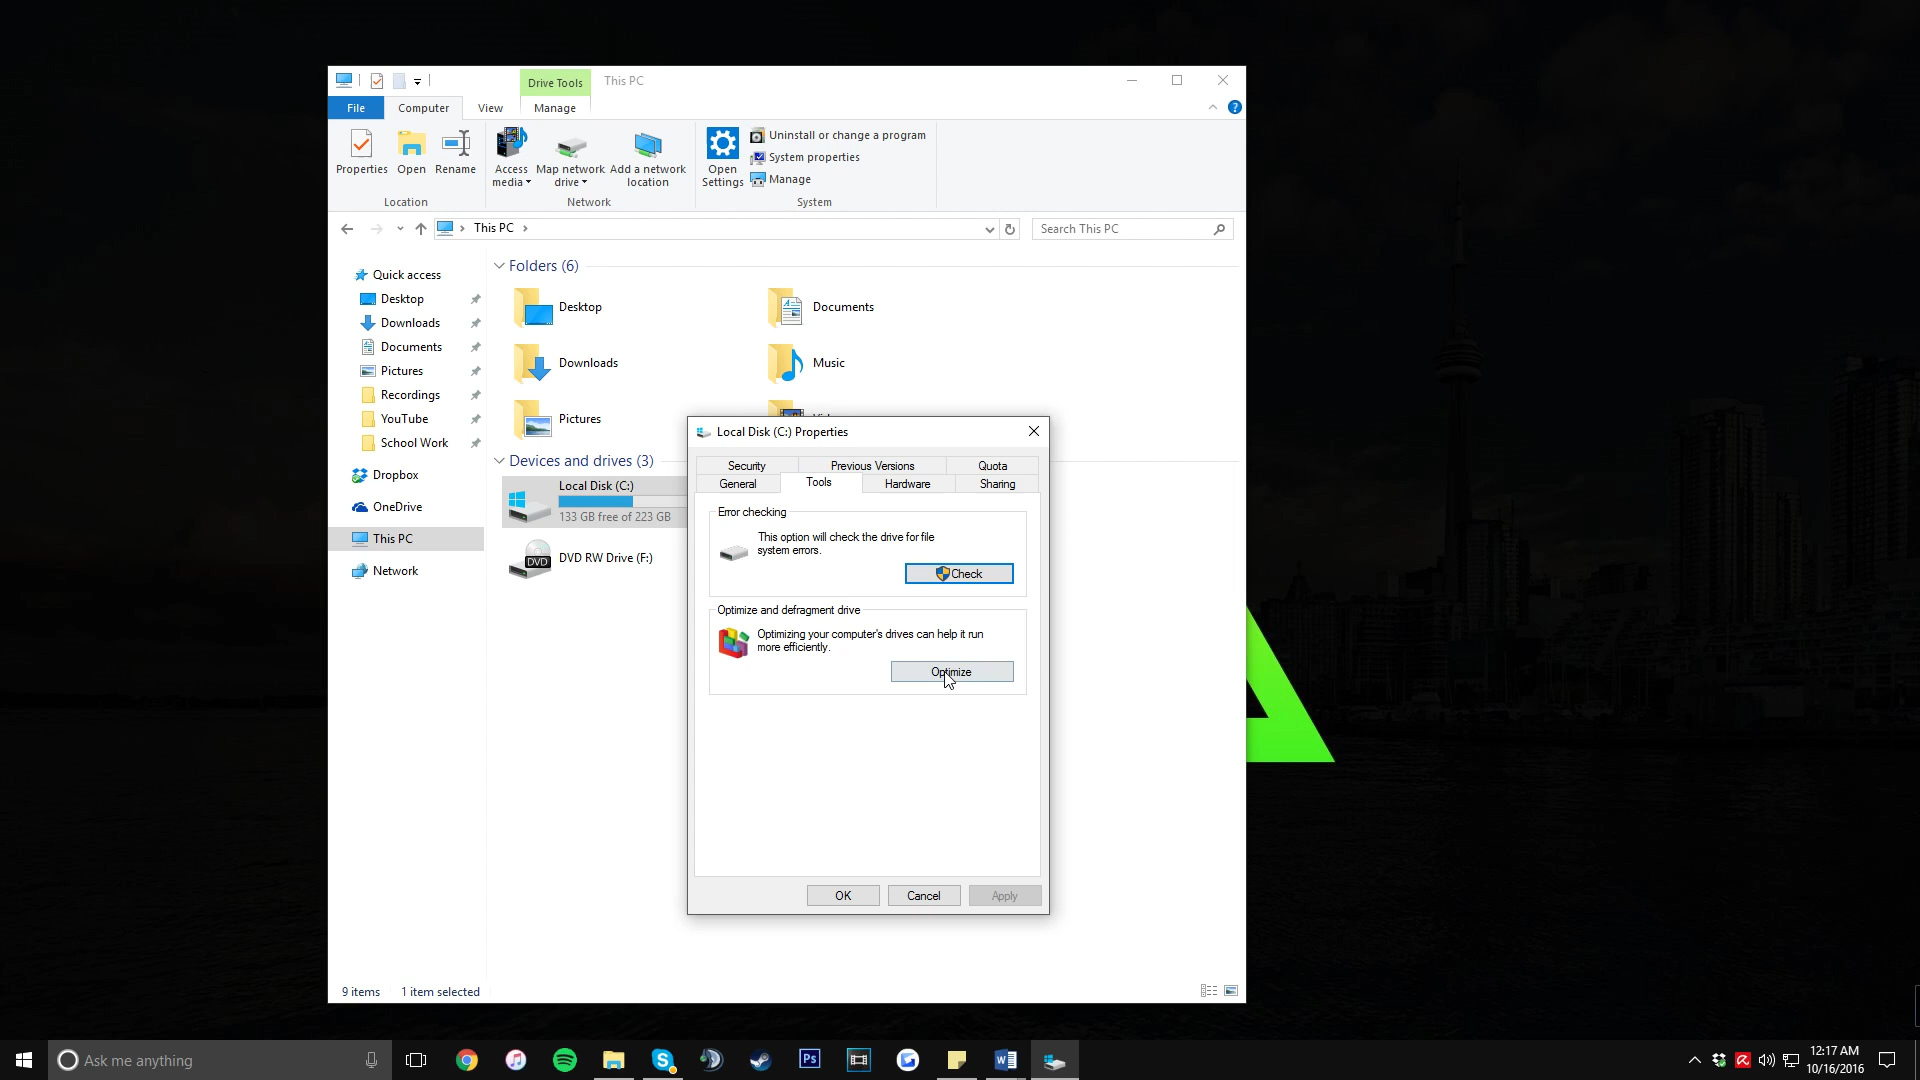 Drive Tools
This PC
File
Computer
View
Manage
Properties
Open
Rename
Access
media
Map network
drive
Add a network
location
Open
Settings
Uninstall or change a program
System properties
Manage
Location
Network
System
This PC
Search This PC
Quick access
Desktop
Downloads
Documents
Pictures
Recordings
YouTube
School Work
Dropbox
OneDrive
This PC
Network
Folders (6)
Desktop
Documents
Downloads
Music
Pictures
Devices and drives (3)
Local Disk (C:)
133 GB free of 223 GB
DVD
DVD RW Drive (F:)
Local Disk (C:) Properties
Security
Previous Versions
Quota
General
Tools
Hardware
Sharing
Error checking
This option will check the drive for file
system errors.
Check
Optimize and defragment drive
Optimizing your computer's drives can help it run
more efficiently.
Optimize
OK
Cancel
Apply
9 items
1 item selected
Ask me anything
Ps
12:17 AM
10/16/2016